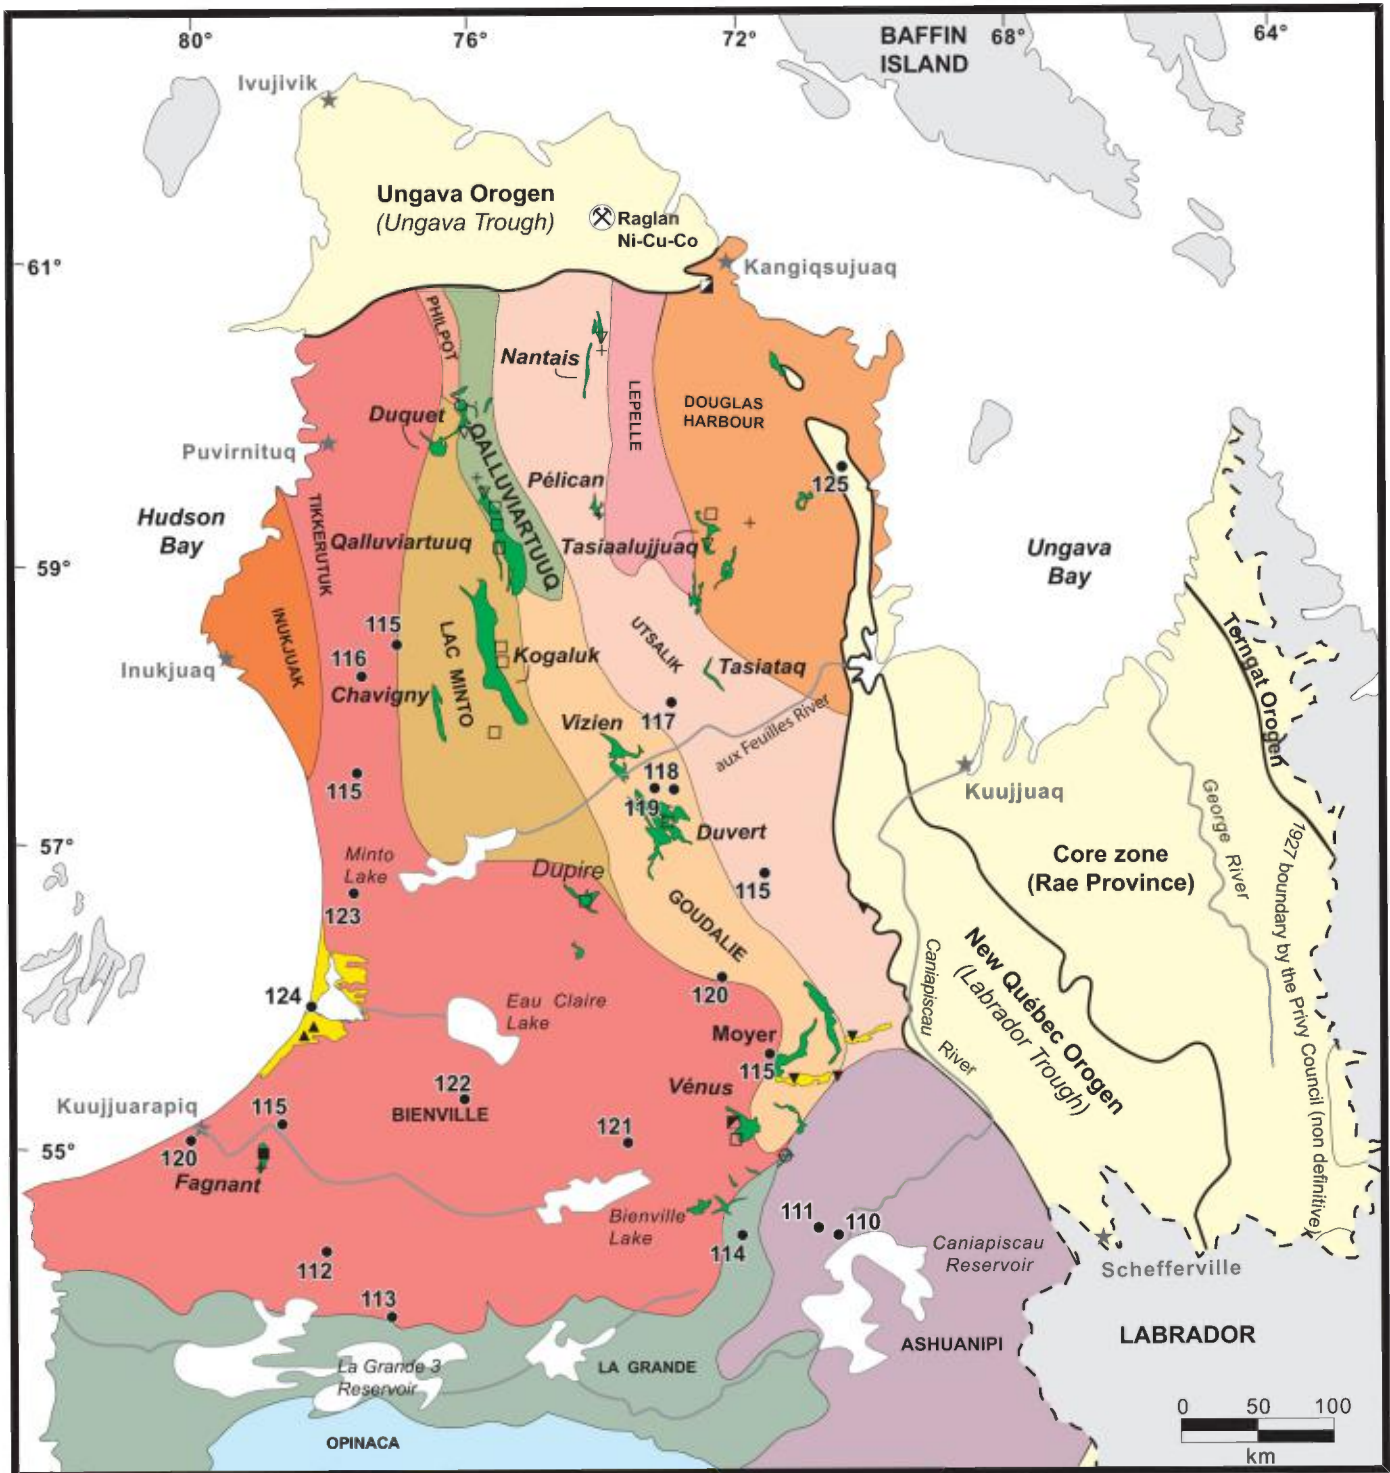 80°
76°
72°
68°
64°
BAFFIN
ISLAND
Ivujivik
Ungava Orogen
(Ungava Trough)
Raglan
Ni-Cu-Co
61°
Kangiqsujuaq
PHILPOT
Nantais
LEPELLE
DOUGLAS
HARBOUR
Duquet
Puvirnituq
QALLUVIARTUUQ
Pélican
125
Hudson
Bay
TIKKERUTUK
Qalluviartuuq
Tasiaalujjuaq
Ungava
Bay
59°
INUKJUAK
115
LAC MINTO
UTSALIK
Torngat Orogen
116
Kogaluk
Tasiataq
Inukjuaq
Chavigny
Vizien
117
aux Feuilles River
115
118
119
Kuujjuaq
George River
57°
Duvert
Minto
Lake
Dupire
115
Core zone
(Rae Province)
1927 boundary by the Privy Council (non definitive)
123
GOUDALIE
New Québec Orogen
(Labrador Trough)
Caniapiscau River
124
Eau Claire
Lake
120
Moyer
115
Vénus
122
Kuujjuarapiq
115
BIENVILLE
121
55°
120
Fagnant
Bienville
Lake
111
110
114
Caniapiscau
Reservoir
Schefferville
112
113
LABRADOR
ASHUANIPI
La Grande 3
Reservoir
LA GRANDE
0 50 100
km
OPINACA